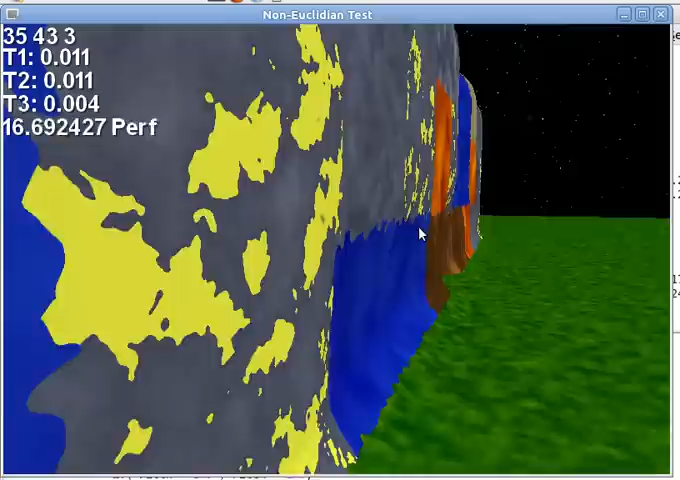 Non-Euclidian Test
35 43 3
T1: 0.011
T2: 0.011
T3: 0.004
16.692427 Perf